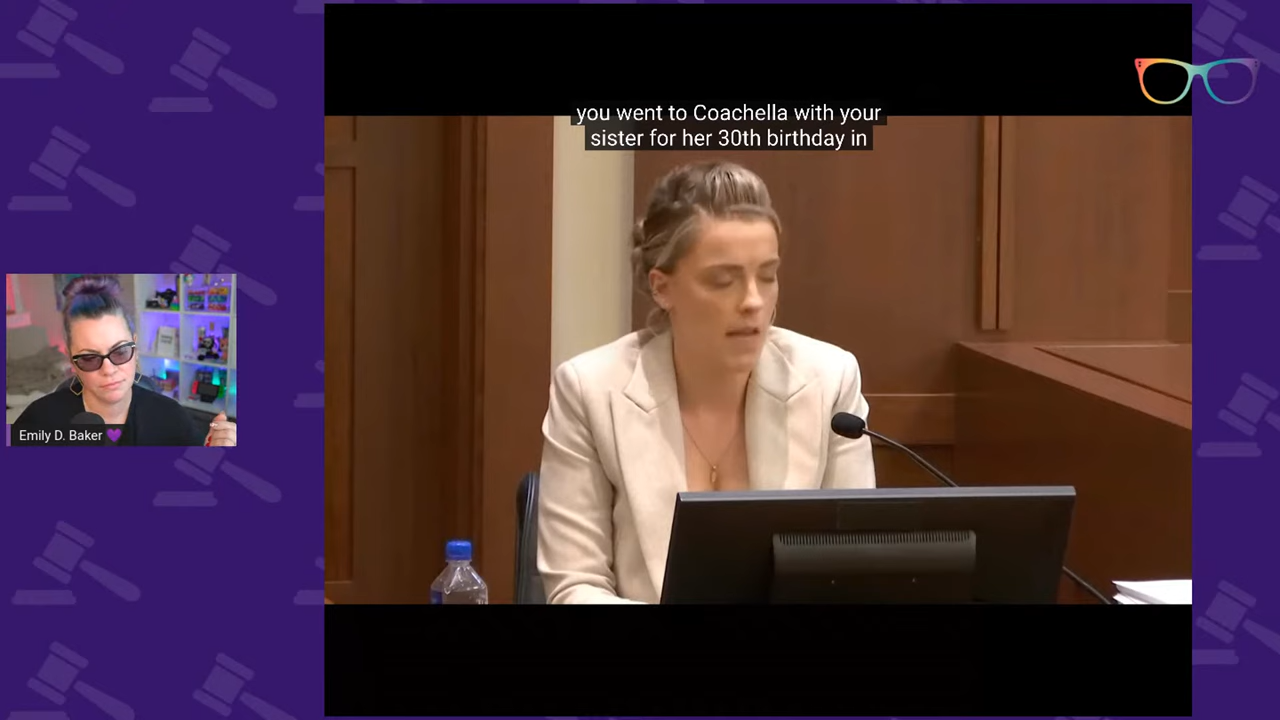 you went to Coachella with your
sister for her 30th birthday in
Emily D. Baker 💜